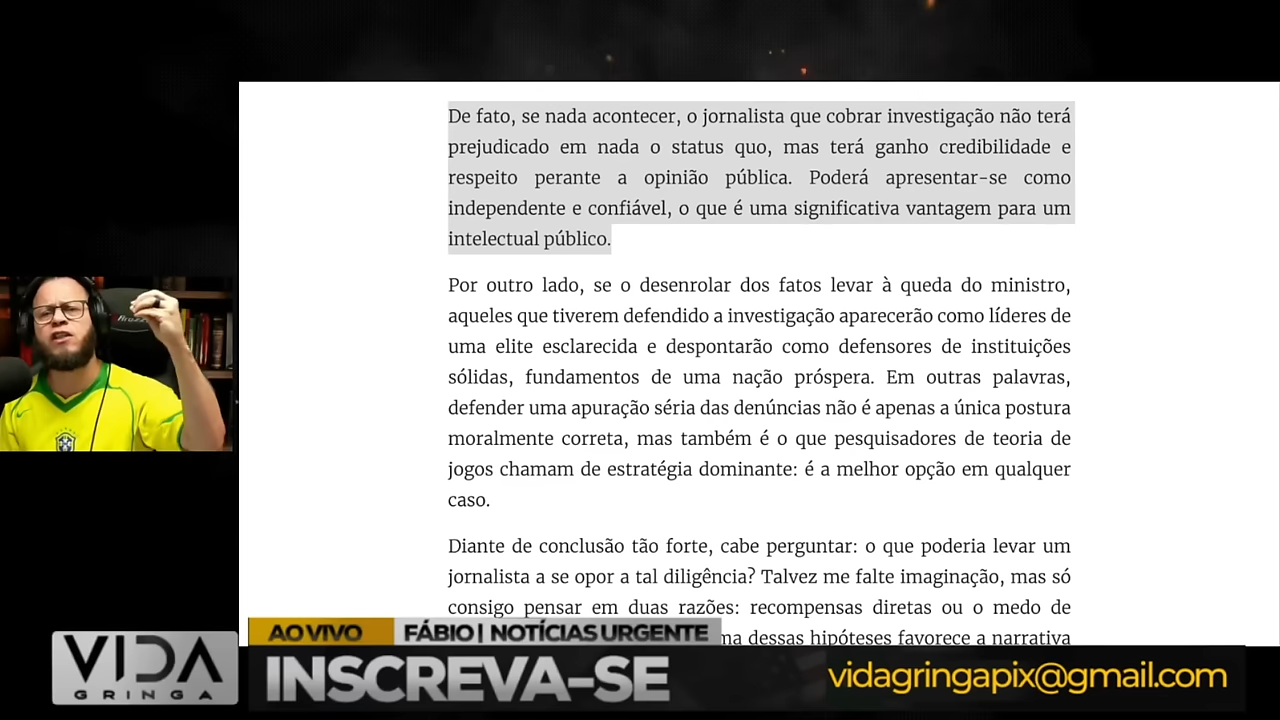 De fato, se nada acontecer, o jornalista que cobrar investigação não terá
prejudicado em nada o status quo, mas terá ganho credibilidade e
respeito perante a opinião pública. Poderá apresentar-se como
independente e confiável, o que é uma significativa vantagem para um
intelectual público.
Por outro lado, se o desenrolar dos fatos levar à queda do ministro,
aqueles que tiverem defendido a investigação aparecerão como líderes de
uma elite esclarecida e despontarão como defensores de instituições
sólidas, fundamentos de uma nação próspera. Em outras palavras,
defender uma apuração séria das denúncias não é apenas a única postura
moralmente correta, mas também é o que pesquisadores de teoria de
jogos chamam de estratégia dominante: é a melhor opção em qualquer
caso.
Diante de conclusão tão forte, cabe perguntar: o que poderia levar um
jornalista a se opor a tal diligência? Talvez me falte imaginação, mas só
consigo pensar em duas razões: recompensas diretas ou o medo de
dessas hipóteses favorece a narrativa
AO VIVO FÁBIO | NOTÍCIAS URGENTE
VIDA
GRINGA
INSCREVA-SE
vidagringapix@gmail.com